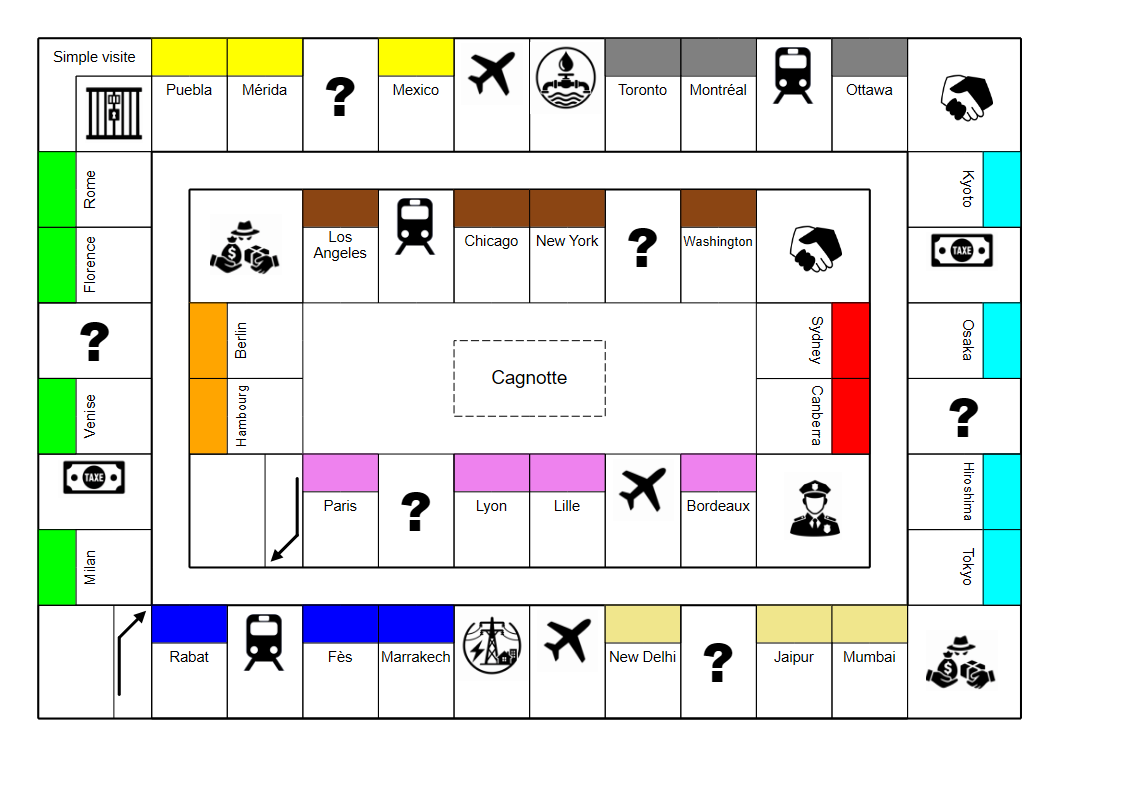 Simple visite
Puebla
Mérida
?
Mexico
Toronto
Montréal
Ottawa
Rome
Florence
?
Venise
TAXE
Milan
Kyoto
TAXE
Osaka
?
Hiroshima
Tokyo
Los
Angeles
$
Chicago
New York
?
Washington
Berlin
Hambourg
Sydney
Canberra
Cagnotte
Paris
?
Lyon
Lille
Bordeaux
Rabat
Fès
Marrakech
New Delhi
?
Jaipur
Mumbai
$